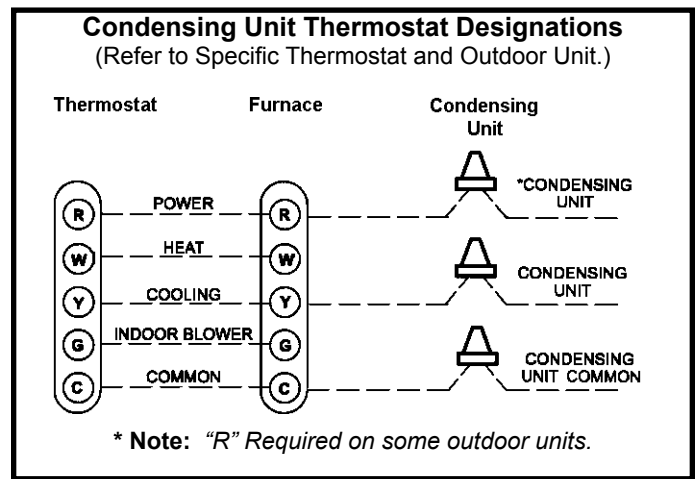 Condensing Unit Thermostat Designations
(Refer to Specific Thermostat and Outdoor Unit.)
Thermostat Furnace Condensing
Unit
R POWER R *CONDENSING
UNIT
W HEAT W
Y COOLING Y CONDENSING
UNIT
G INDOOR BLOWER G
C COMMON C CONDENSING
UNIT COMMON
* Note: "R" Required on some outdoor units.